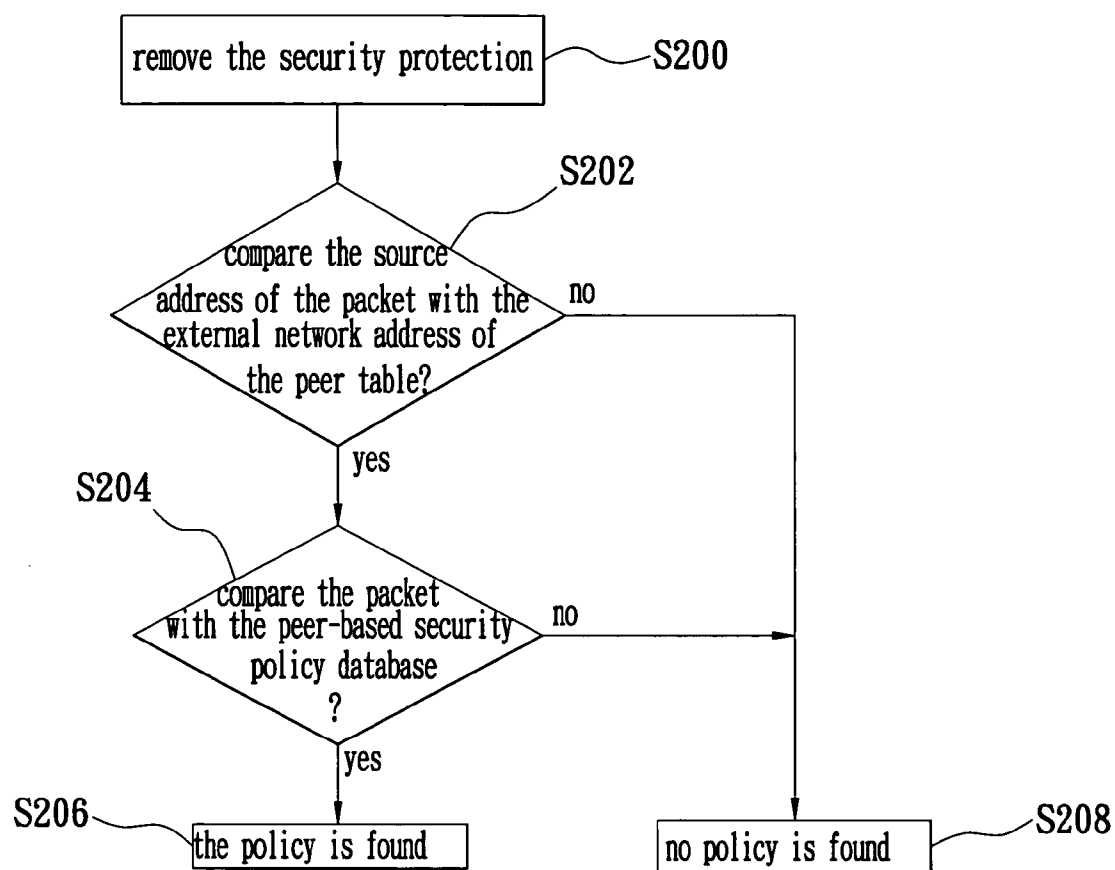 remove the security protection
S200
S202
compare the source
address of the packet with the
external network address of
the peer table?
no
yes
S204
compare the packet
with the peer-based security
policy database
?
no
yes
S206
the policy is found
no policy is found
S208